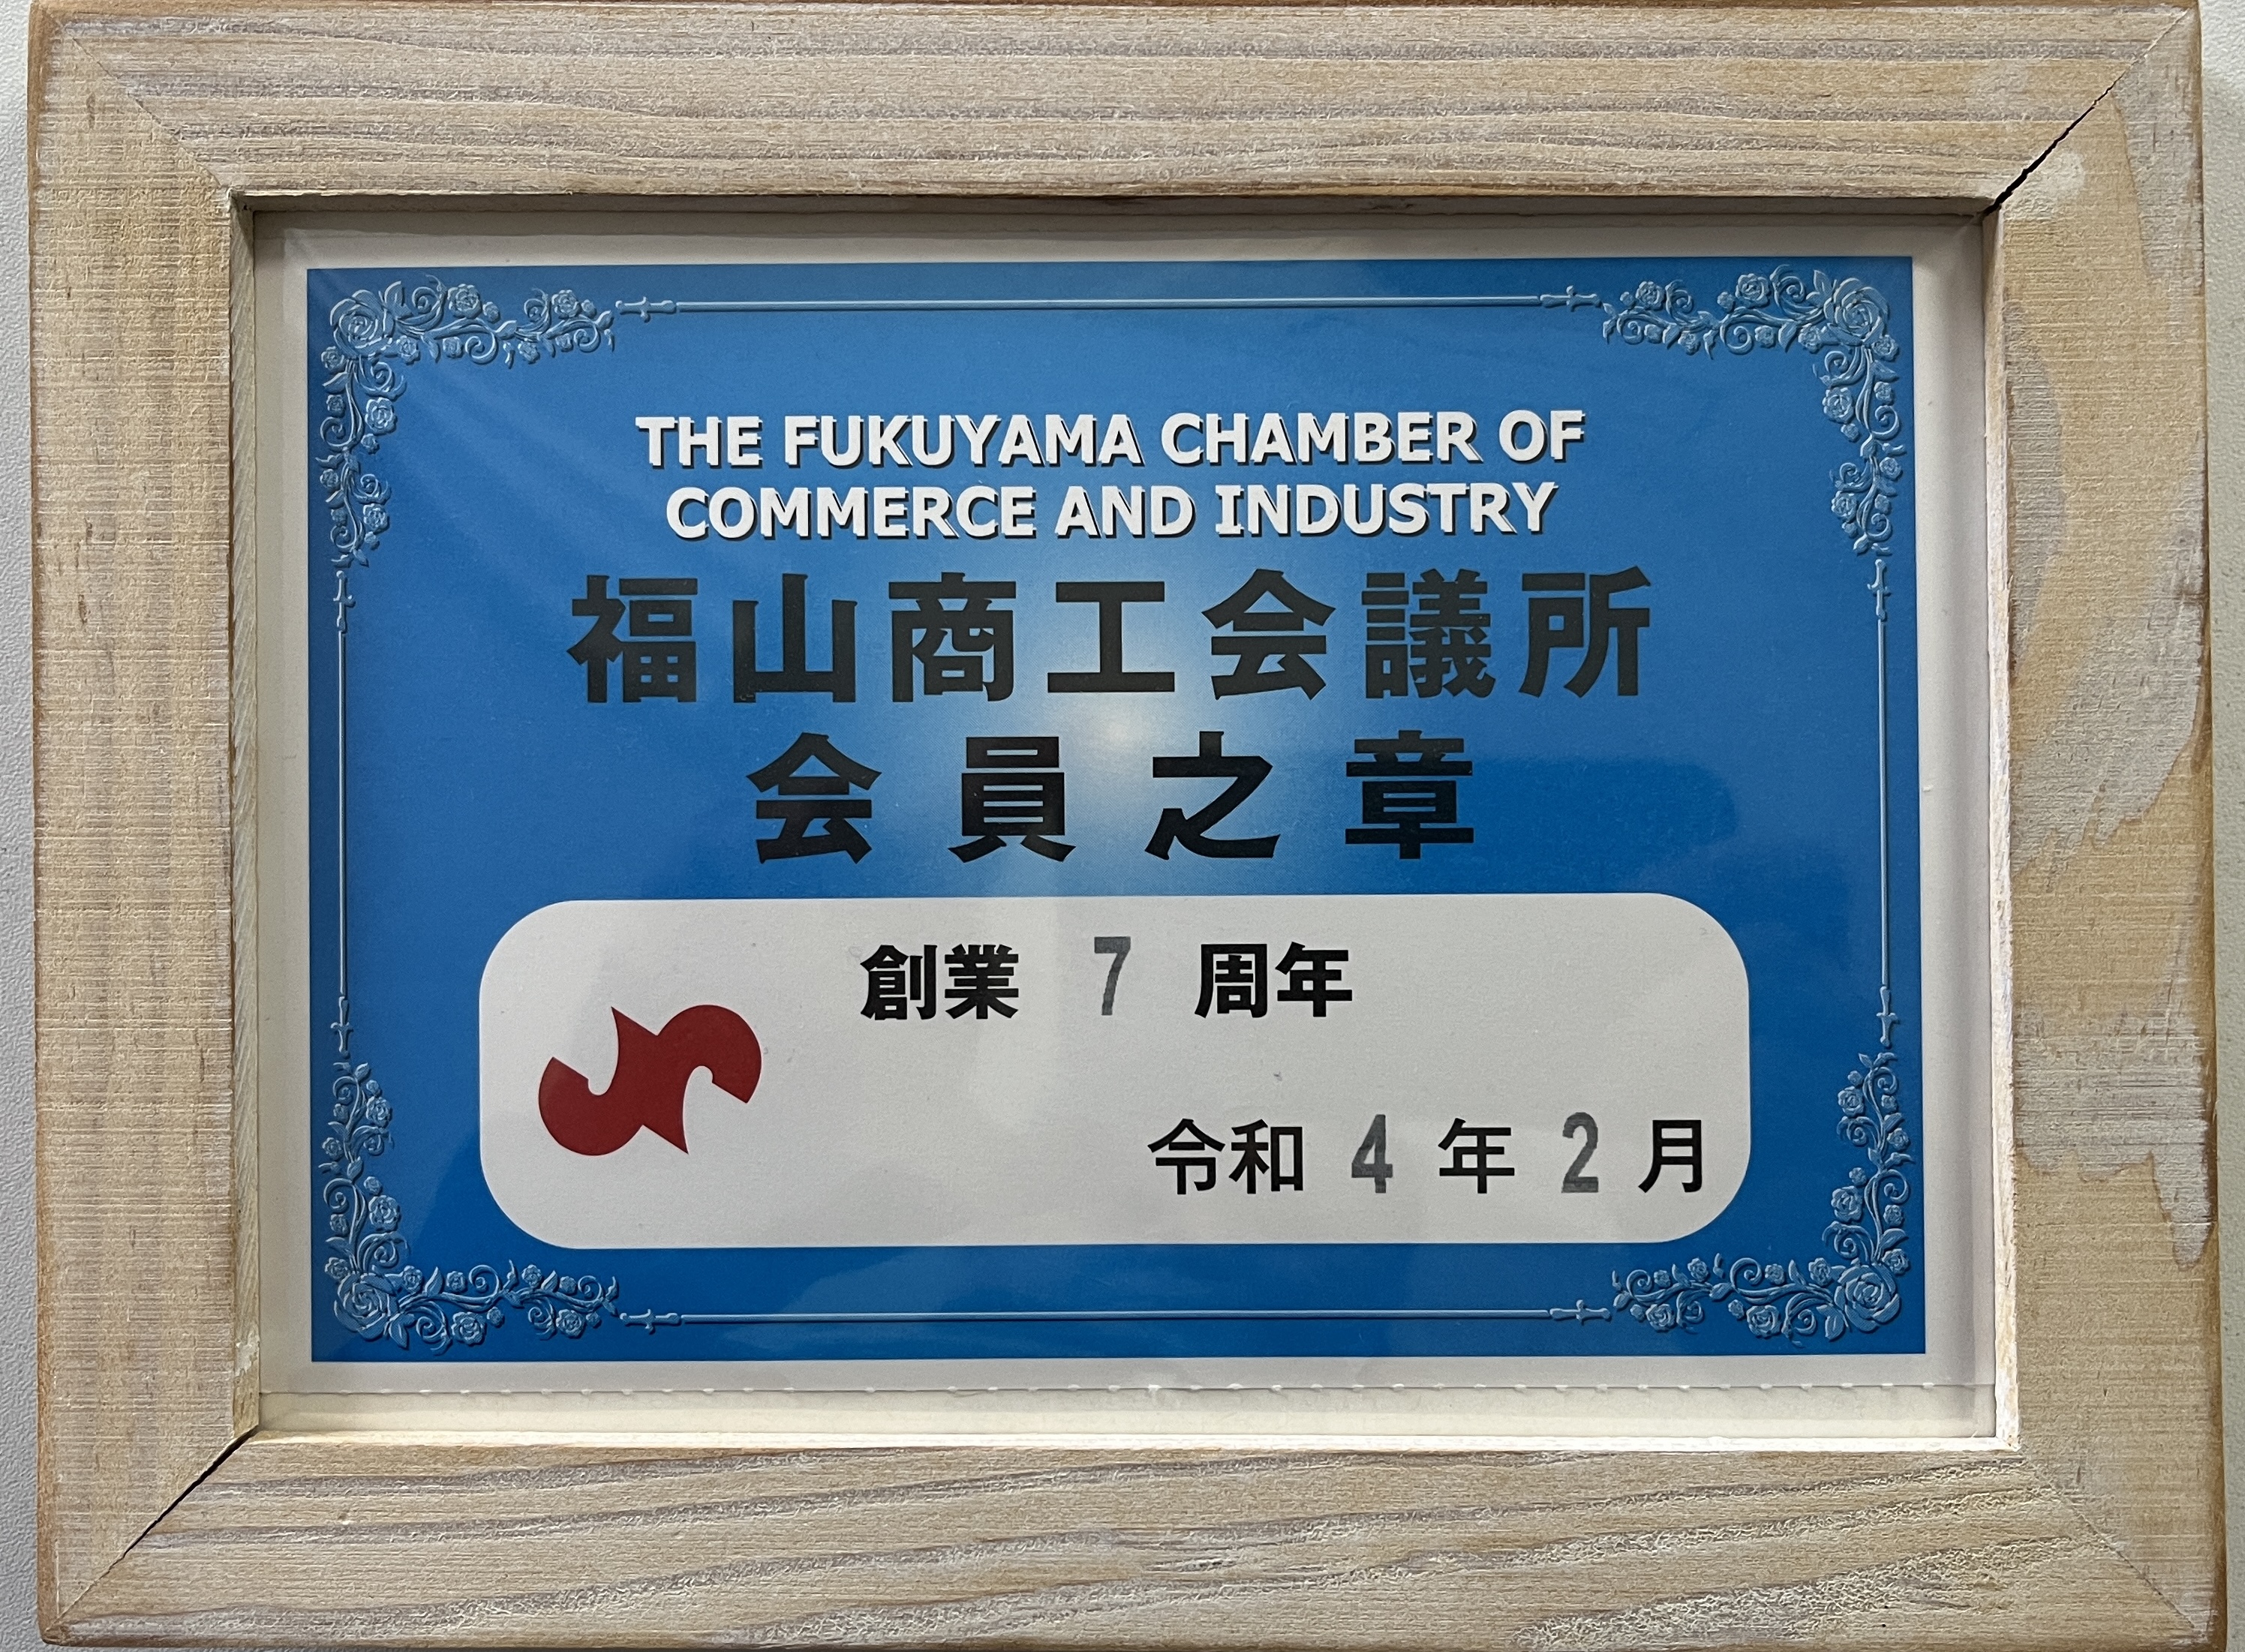 THE FUKUYAMA CHAMBER OF
COMMERCE AND INDUSTRY
福山商工会議所
会員之章
創業 7 周年
令和 4 年 2 月